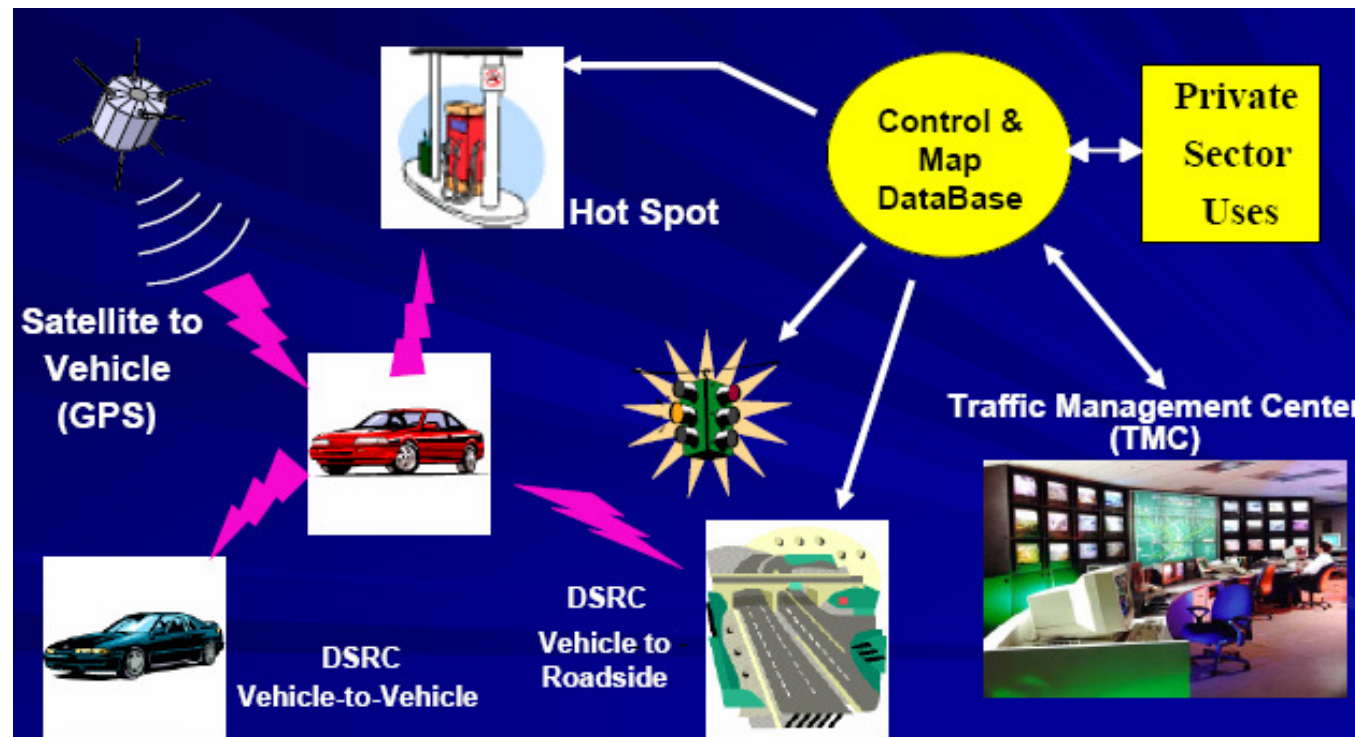 Control &
Map
DataBase
Private
Sector
Uses
Hot Spot
Satellite to
Vehicle
(GPS)
Traffic Management Center
(TMC)
DSRC
Vehicle to
Roadside
DSRC
Vehicle-to-Vehicle